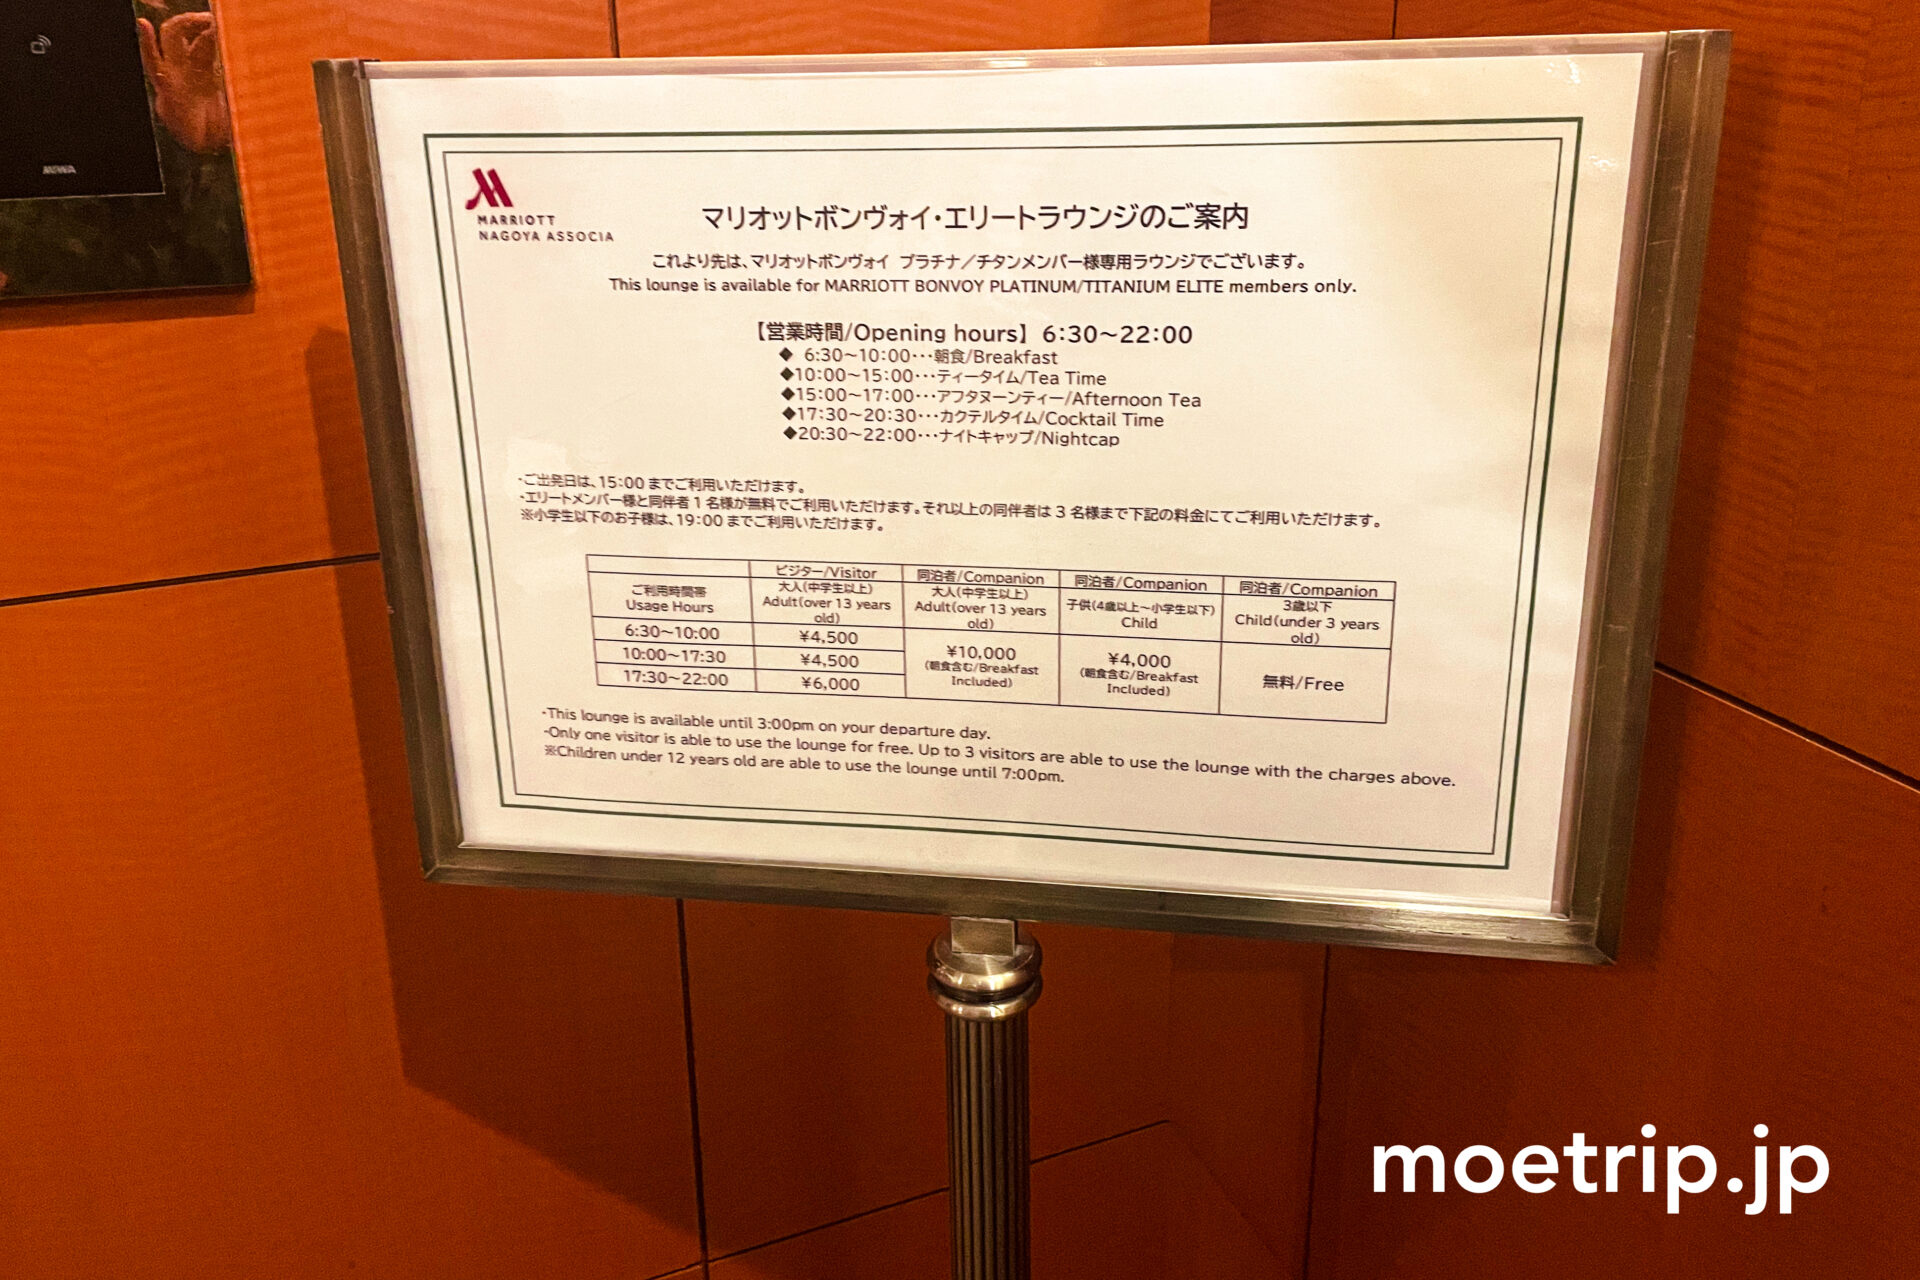 MIWA
MARRIOTT
NAGOYA ASSOCIA
マリオットボンヴォイ・エリートラウンジのご案内
これより先は、マリオットボンヴォイ プラチナ／チタンメンバー様専用ラウンジでございます。
This lounge is available for MARRIOTT BONVOY PLATINUM/TITANIUM ELITE members only.
【営業時間/Opening hours】 6:30～22:00
◆ 6:30～10:00・・・朝食/Breakfast
◆10:00～15:00・・・ティータイム/Tea Time
◆15:00～17:00・・・アフタヌーンティー/Afternoon Tea
◆17:30～20:30・・・カクテルタイム/Cocktail Time
◆20:30～22:00・・・ナイトキャップ/Nightcap
・ご出発日は、15:00 までご利用いただけます。
・エリートメンバー様と同伴者 1 名様が無料でご利用いただけます。それ以上の同伴者は 3 名様まで下記の料金にてご利用いただけます。
※小学生以下のお子様は、19:00 までご利用いただけます。
ビジター/Visitor 同泊者/Companion 同泊者/Companion 同泊者/Companion
ご利用時間帯 大人(中学生以上) 大人(中学生以上) 子供(4歳以上～小学生以下) 3歳以下
Usage Hours Adult(over 13 years Adult(over 13 years Child Child(under 3 years
old) old) old)
6:30～10:00 ¥4,500
10:00～17:30 ¥4,500 ¥10,000 ¥4,000 無料/Free
(朝食含む/Breakfast (朝食含む/Breakfast
Included) Included)
17:30～22:00 ¥6,000
・This lounge is available until 3:00pm on your departure day.
・Only one visitor is able to use the lounge for free. Up to 3 visitors are able to use the lounge with the charges above.
※Children under 12 years old are able to use the lounge until 7:00pm.
moetrip.jp